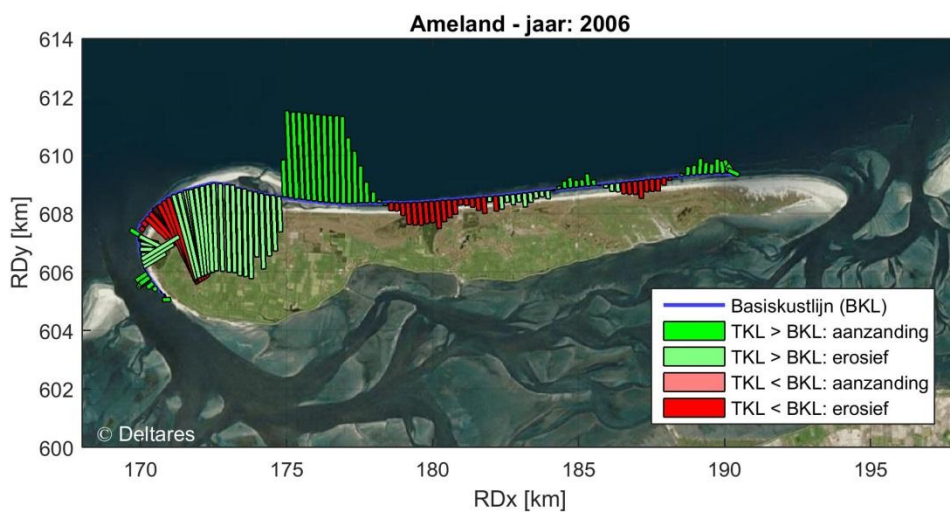 Ameland - jaar: 2006
614
612
610
608
606
604
602
600
RDy [km]
170
175
180
185
190
195
RDx [km]
Basiskustlijn (BKL)
TKL > BKL: aanzanding
TKL > BKL: erosief
TKL < BKL: aanzanding
TKL < BKL: erosief
© Deltares